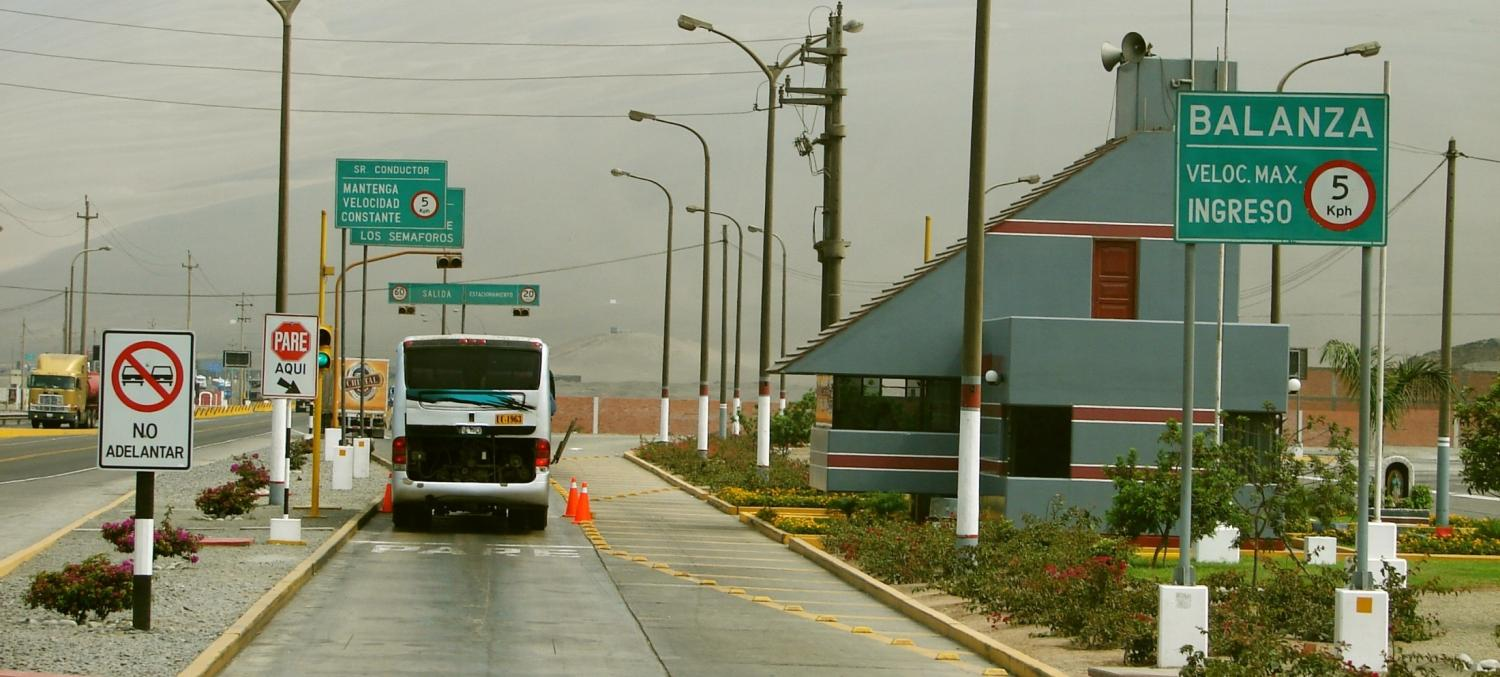 SR. CONDUCTOR
MANTENGA
VELOCIDAD
CONSTANTE
5
Kph
E
LOS SEMAFOROS
60
SALIDA
ESTACIONAMIENTO
20
NO
ADELANTAR
PARE
AQUI
CRISTAL
PARE
BALANZA
VELOC. MAX.
INGRESO
5
Kph